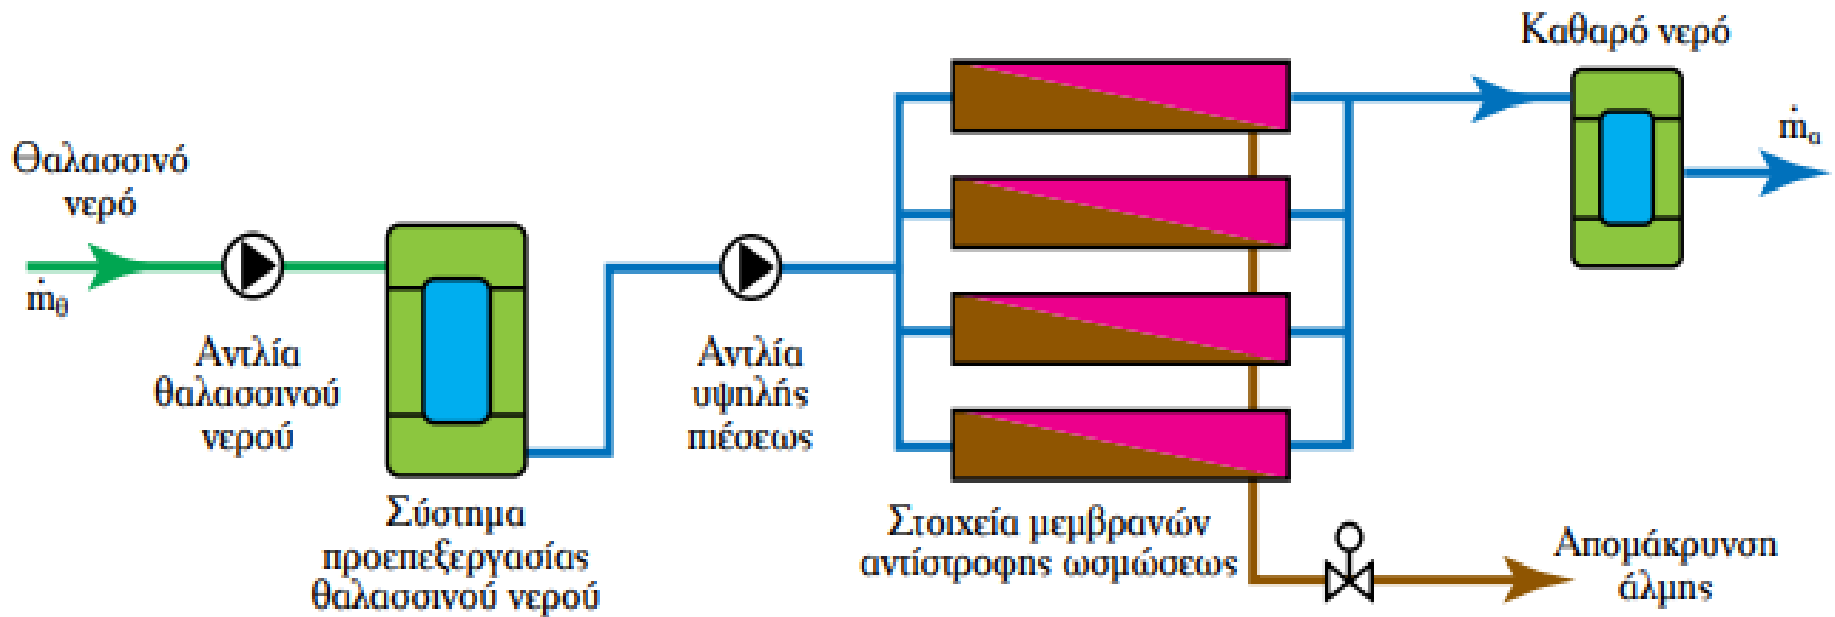 Θαλασσινό
νερό
ṁθ
Αντλία
θαλασσινού
νερού
Σύστημα
προεπεξεργασίας
θαλασσινού νερού
Αντλία
υψηλής
πιέσεως
Στοιχεία μεμβρανών
αντίστροφης ωσμώσεως
Καθαρό νερό
ṁα
Απομάκρυνση
άλμης